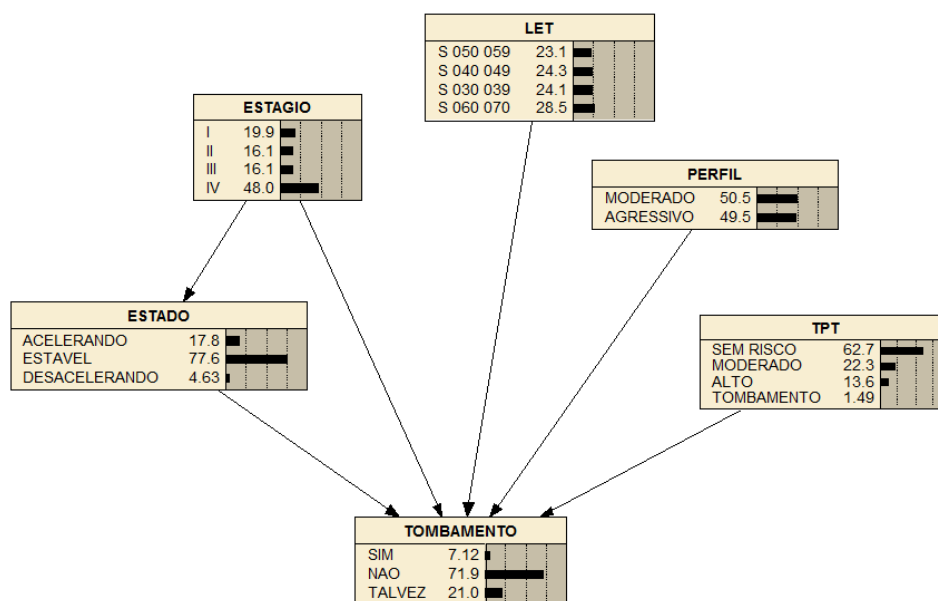 LET
S 050 059 23.1
S 040 049 24.3
S 030 039 24.1
S 060 070 28.5
ESTAGIO
I 19.9
II 16.1
III 16.1
IV 48.0
PERFIL
MODERADO 50.5
AGRESSIVO 49.5
ESTADO
ACELERANDO 17.8
ESTAVEL 77.6
DESACELERANDO 4.63
TPT
SEM RISCO 62.7
MODERADO 22.3
ALTO 13.6
TOMBAMENTO 1.49
TOMBAMENTO
SIM 7.12
NAO 71.9
TALVEZ 21.0